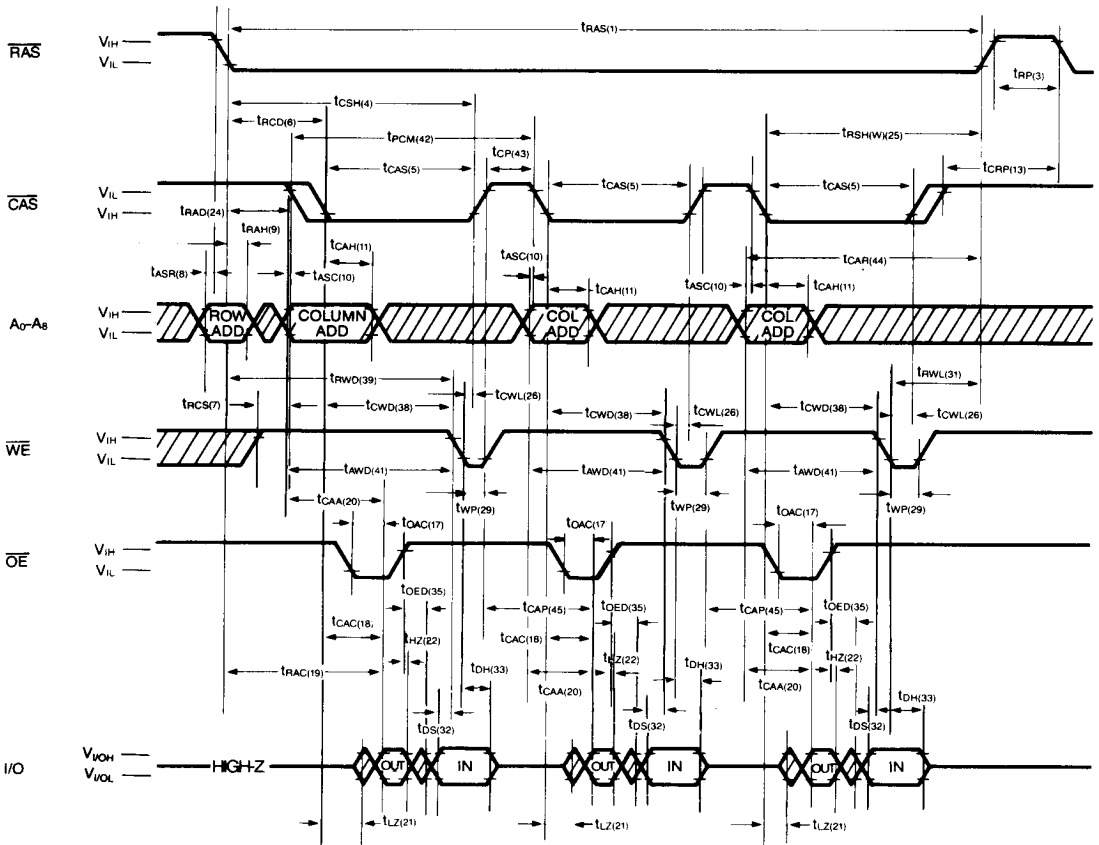 tRAS(1)
RAS
VIH
VIL
tRP(3)
tCSH(4)
tRCD(6)
tPCM(42)
tRSH(W)(25)
tCP(43)
tCAS(5)
tCAS(5)
tCAS(5)
tCRP(13)
CAS
VIL
VIH
tRAD(24)
tRAH(9)
tCAH(11)
tASR(8)
tASC(10)
tASC(10)
tCAH(11)
tCAR(44)
tASC(10)
tCAH(11)
A0-A8
VIH
VIL
ROW ADD
COLUMN ADD
COL ADD
COL ADD
tRWD(39)
tRWL(31)
tRCS(7)
tCWD(38)
tCWL(26)
tCWD(38)
tCWL(26)
tCWD(38)
tCWL(26)
WE
VIH
VIL
tAWD(41)
tAWD(41)
tAWD(41)
tCAA(20)
tWP(29)
tWP(29)
tWP(29)
tOAC(17)
tOAC(17
tOAC(17)
OE
VIH
VIL
tOED(35)
tCAP(45)
tOED(35)
tCAP(45)
tOED(35)
tCAC(18)
tHZ(22)
tCAC(18)
tHZ(22)
tCAC(18)
tHZ(22)
tRAC(19)
tDH(33)
tCAA(20)
tDH(33)
tCAA(20)
tDH(33)
tDS(32)
tDS(32)
tDS(32)
I/O
VI/OH
VI/OL
HIGH-Z
OUT
IN
OUT
IN
OUT
IN
tLZ(21)
tLZ(21)
tLZ(21)